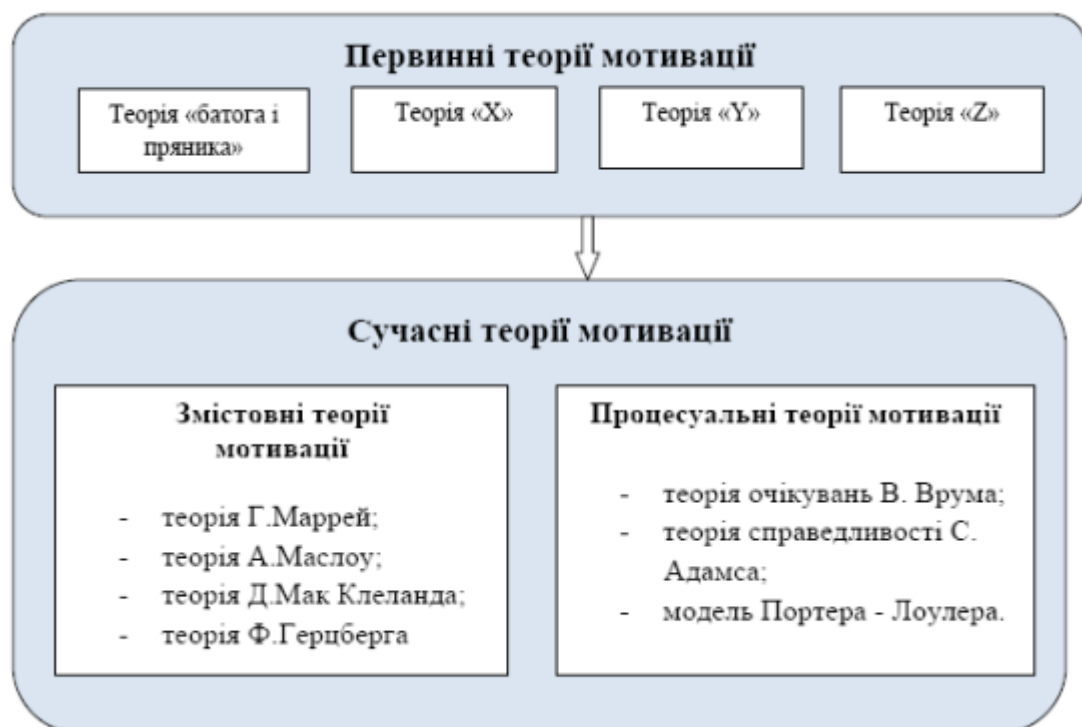 Первинні теорії мотивації
Теорія «батога і
пряника»
Теорія «X»
Теорія «Y»
Теорія «Z»
Сучасні теорії мотивації
Змістовні теорії
мотивації
- теорія Г.Маррей;
- теорія А.Маслоу;
- теорія Д.Мак Клеланда;
- теорія Ф.Герцберга
Процесуальні теорії мотивації
- теорія очікувань В. Врума;
- теорія справедливості С.
Адамса;
- модель Портера - Лоулера.